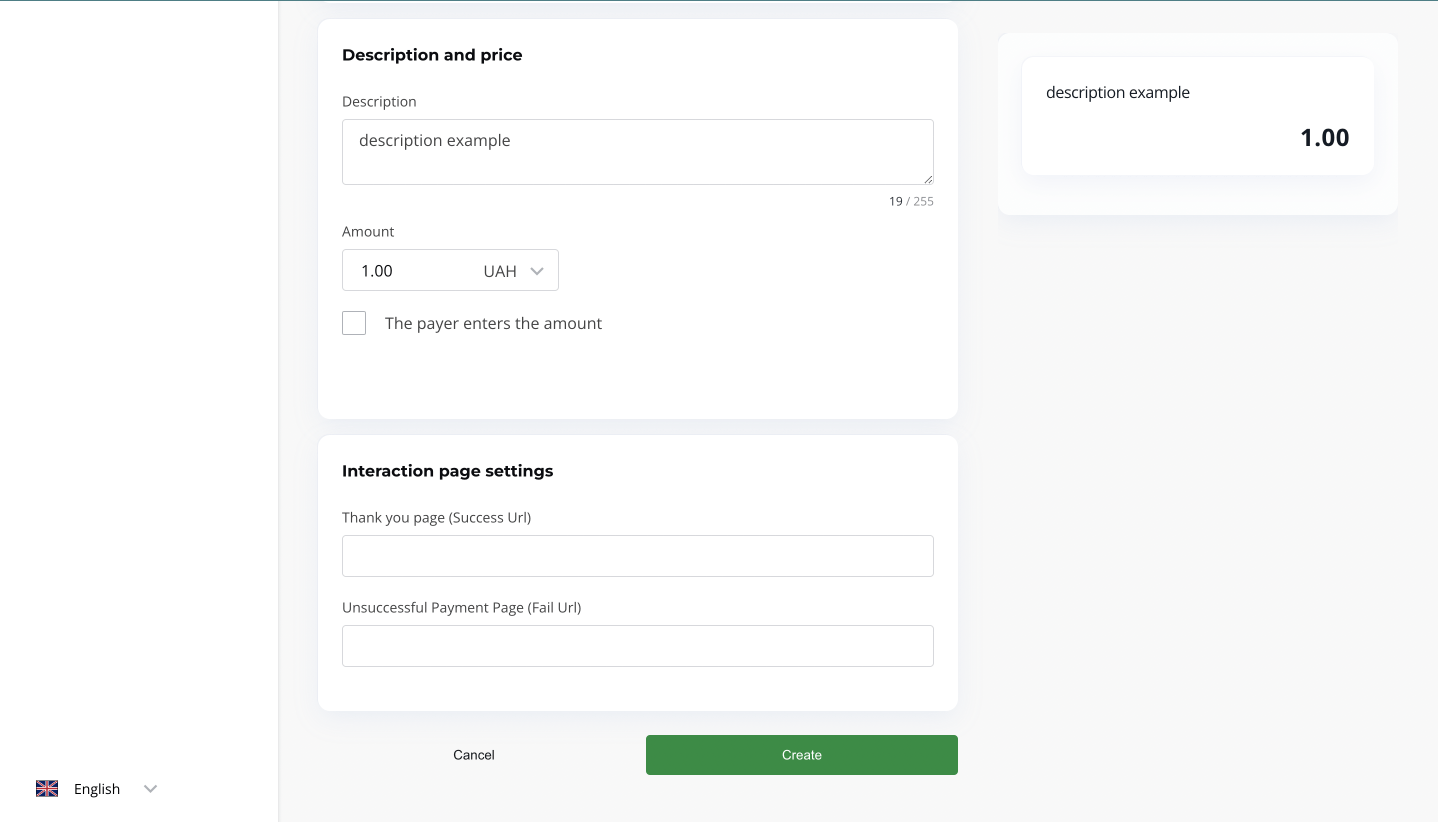 Description and price
Description
description example
19 / 255
Amount
1.00 UAH
The payer enters the amount
Interaction page settings
Thank you page (Success Url)
Unsuccessful Payment Page (Fail Url)
Cancel
Create
English
description example
1.00